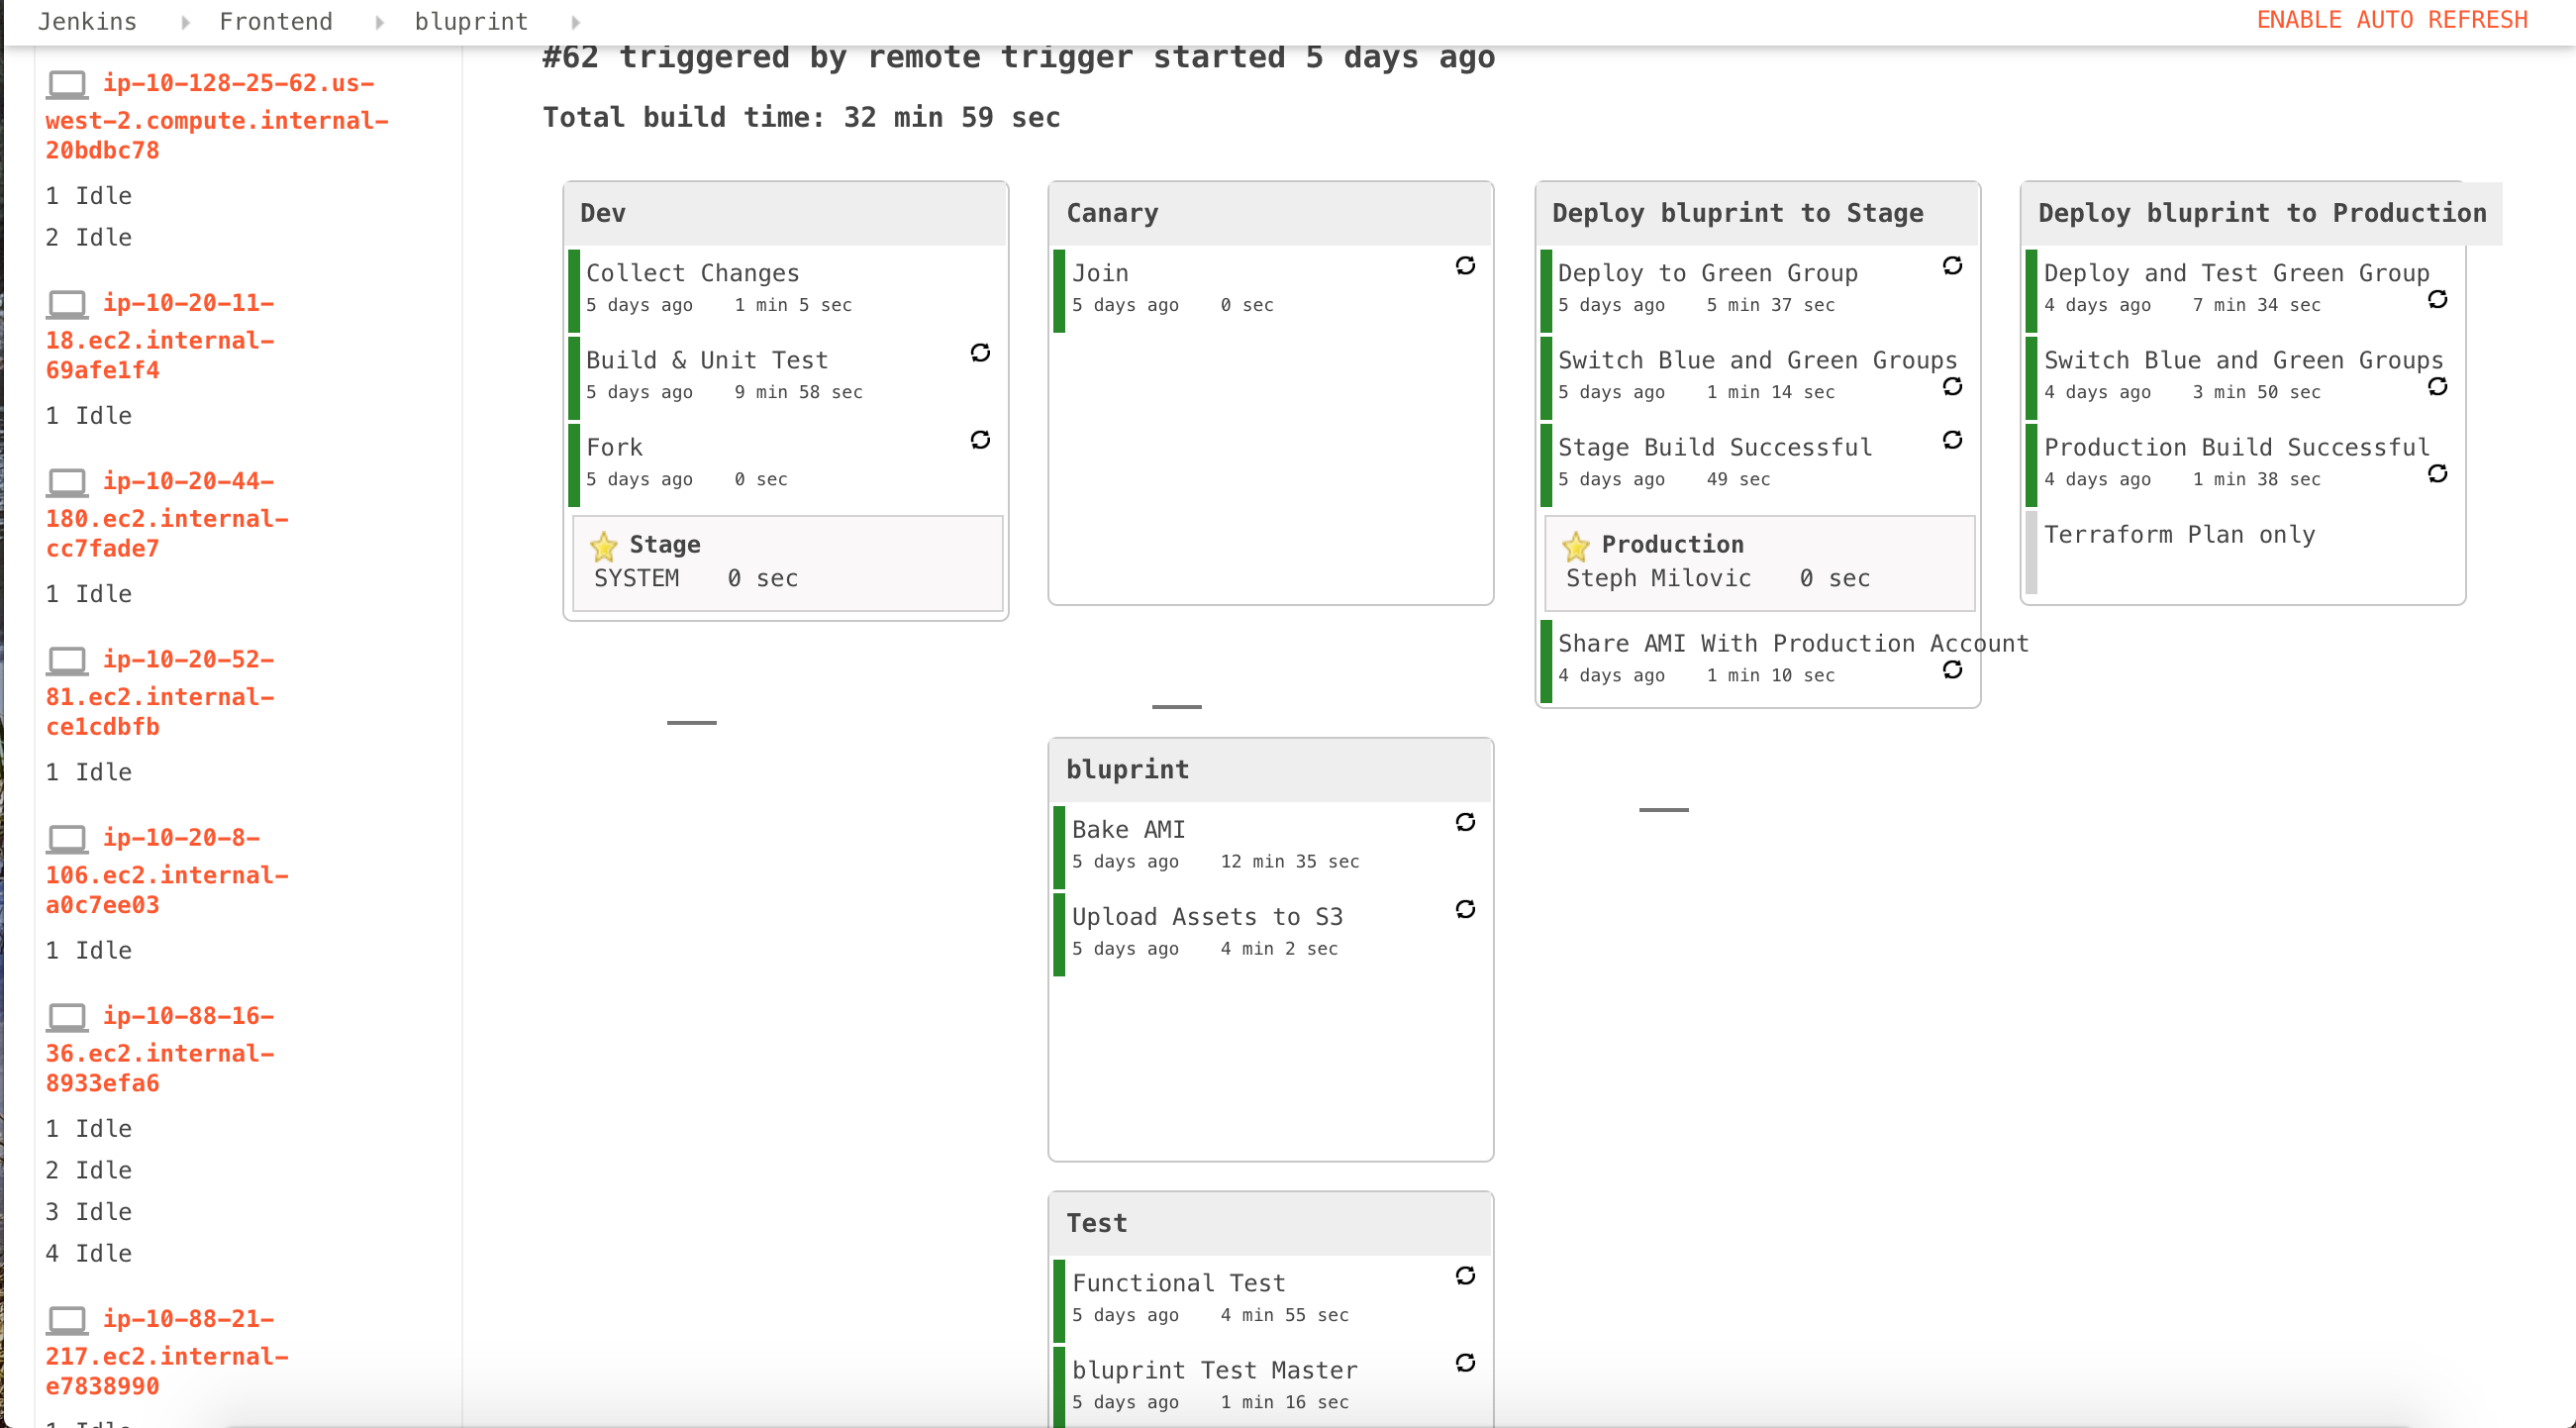 Jenkins Frontend bluprint
ENABLE AUTO REFRESH
ip-10-128-25-62.us-
west-2.compute.internal-
20bdbc78
1 Idle
2 Idle
ip-10-20-11-
18.ec2.internal-
69afe1f4
1 Idle
ip-10-20-44-
180.ec2.internal-
cc7fade7
1 Idle
ip-10-20-52-
81.ec2.internal-
ce1cdbfb
1 Idle
ip-10-20-8-
106.ec2.internal-
a0c7ee03
1 Idle
ip-10-88-16-
36.ec2.internal-
8933efa6
1 Idle
2 Idle
3 Idle
4 Idle
ip-10-88-21-
217.ec2.internal-
e7838990
1 Idle
#62 triggered by remote trigger started 5 days ago
Total build time: 32 min 59 sec
Dev
Collect Changes
5 days ago 1 min 5 sec
Build & Unit Test
5 days ago 9 min 58 sec
Fork
5 days ago 0 sec
Stage
SYSTEM 0 sec
Canary
Join
5 days ago 0 sec
bluprint
Bake AMI
5 days ago 12 min 35 sec
Upload Assets to S3
5 days ago 4 min 2 sec
Test
Functional Test
5 days ago 4 min 55 sec
bluprint Test Master
5 days ago 1 min 16 sec
Deploy bluprint to Stage
Deploy to Green Group
5 days ago 5 min 37 sec
Switch Blue and Green Groups
5 days ago 1 min 14 sec
Stage Build Successful
5 days ago 49 sec
Production
Steph Milovic 0 sec
Share AMI With Production Account
4 days ago 1 min 10 sec
Deploy bluprint to Production
Deploy and Test Green Group
4 days ago 7 min 34 sec
Switch Blue and Green Groups
4 days ago 3 min 50 sec
Production Build Successful
4 days ago 1 min 38 sec
Terraform Plan only